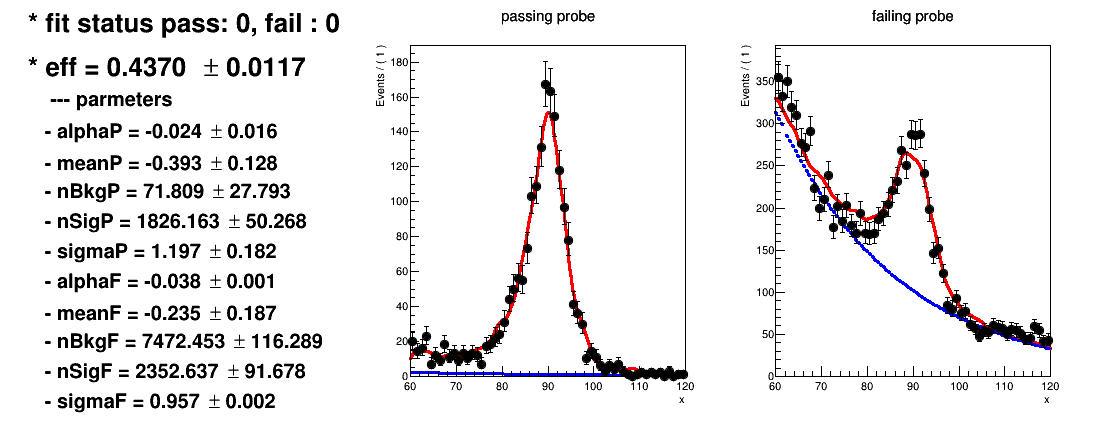 * fit status pass: 0, fail : 0
* eff = 0.4370 ± 0.0117
--- parmeters
- alphaP = -0.024 ± 0.016
- meanP = -0.393 ± 0.128
- nBkgP = 71.809 ± 27.793
- nSigP = 1826.163 ± 50.268
- sigmaP = 1.197 ± 0.182
- alphaF = -0.038 ± 0.001
- meanF = -0.235 ± 0.187
- nBkgF = 7472.453 ± 116.289
- nSigF = 2352.637 ± 91.678
- sigmaF = 0.957 ± 0.002
passing probe
Events / ( 1 )
180
160
140
120
100
80
60
40
20
0
60 70 80 90 100 110 120
x
failing probe
Events / ( 1 )
350
300
250
200
150
100
50
0
60 70 80 90 100 110 120
x